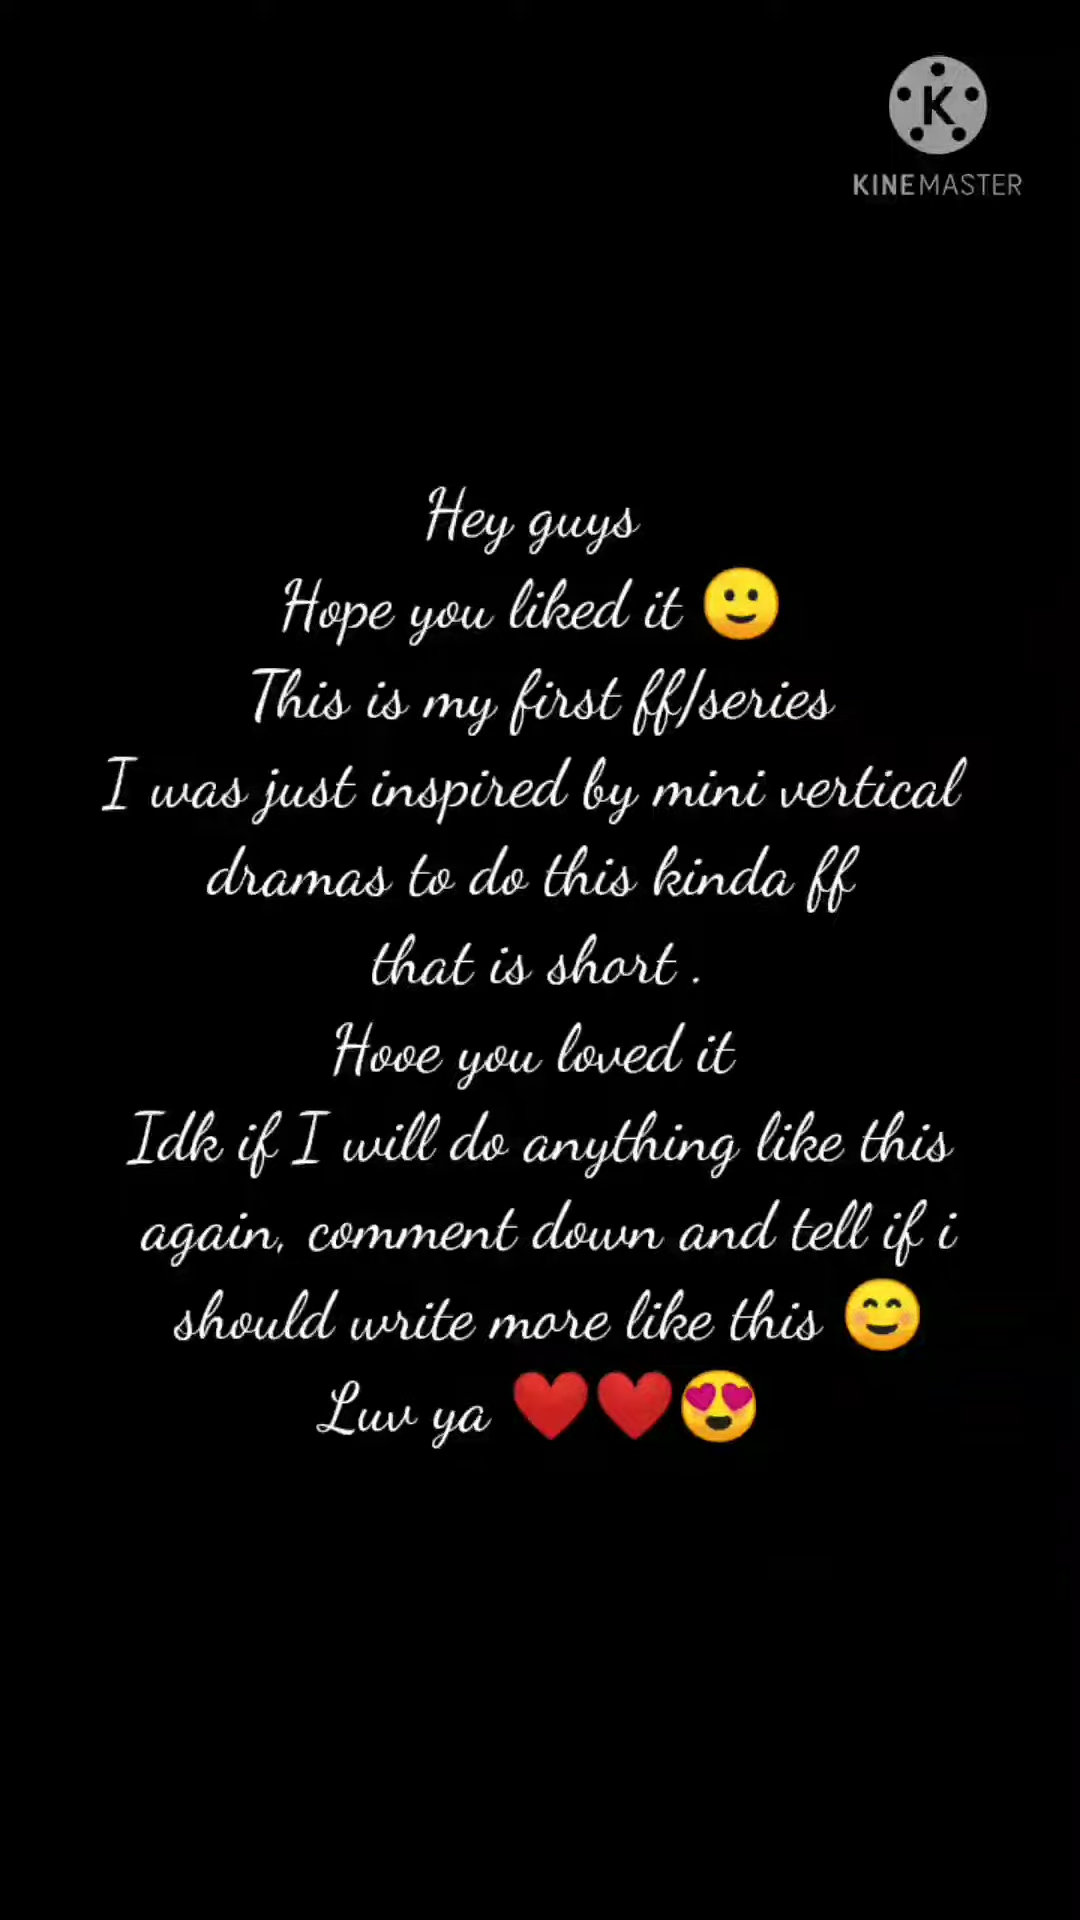 K
KINEMASTER
Hey guys
Hope you liked it 🙂
This is my first ff/series
I was just inspired by mini vertical
dramas to do this kinda ff
that is short .
Hooe you loved it
Idk if I will do anything like this
again, comment down and tell if i
should write more like this 😊
Luv ya ❤️❤️😍